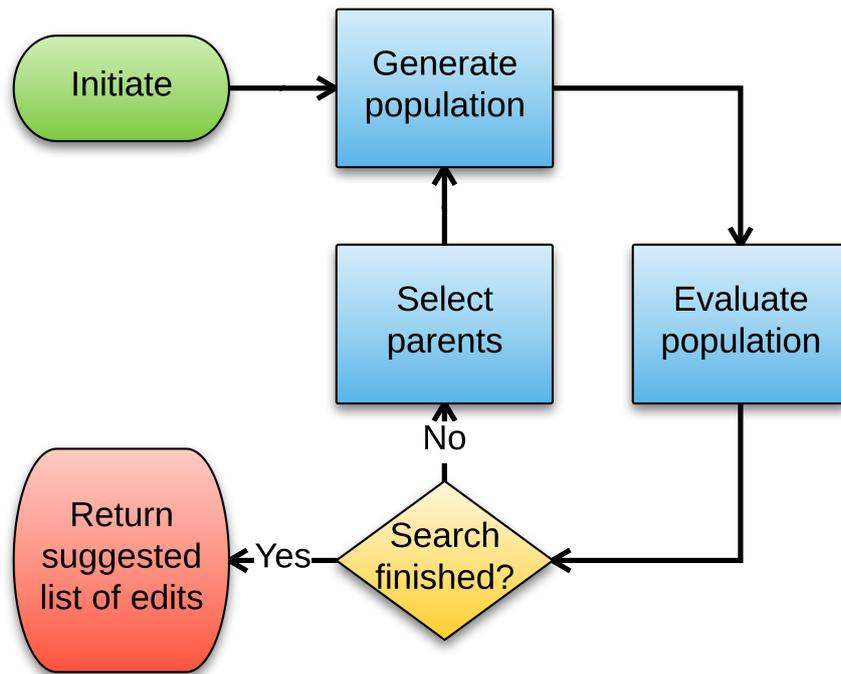 Initiate
Generate
population
Select
parents
Evaluate
population
No
Return
suggested
list of edits
Yes
Search
finished?